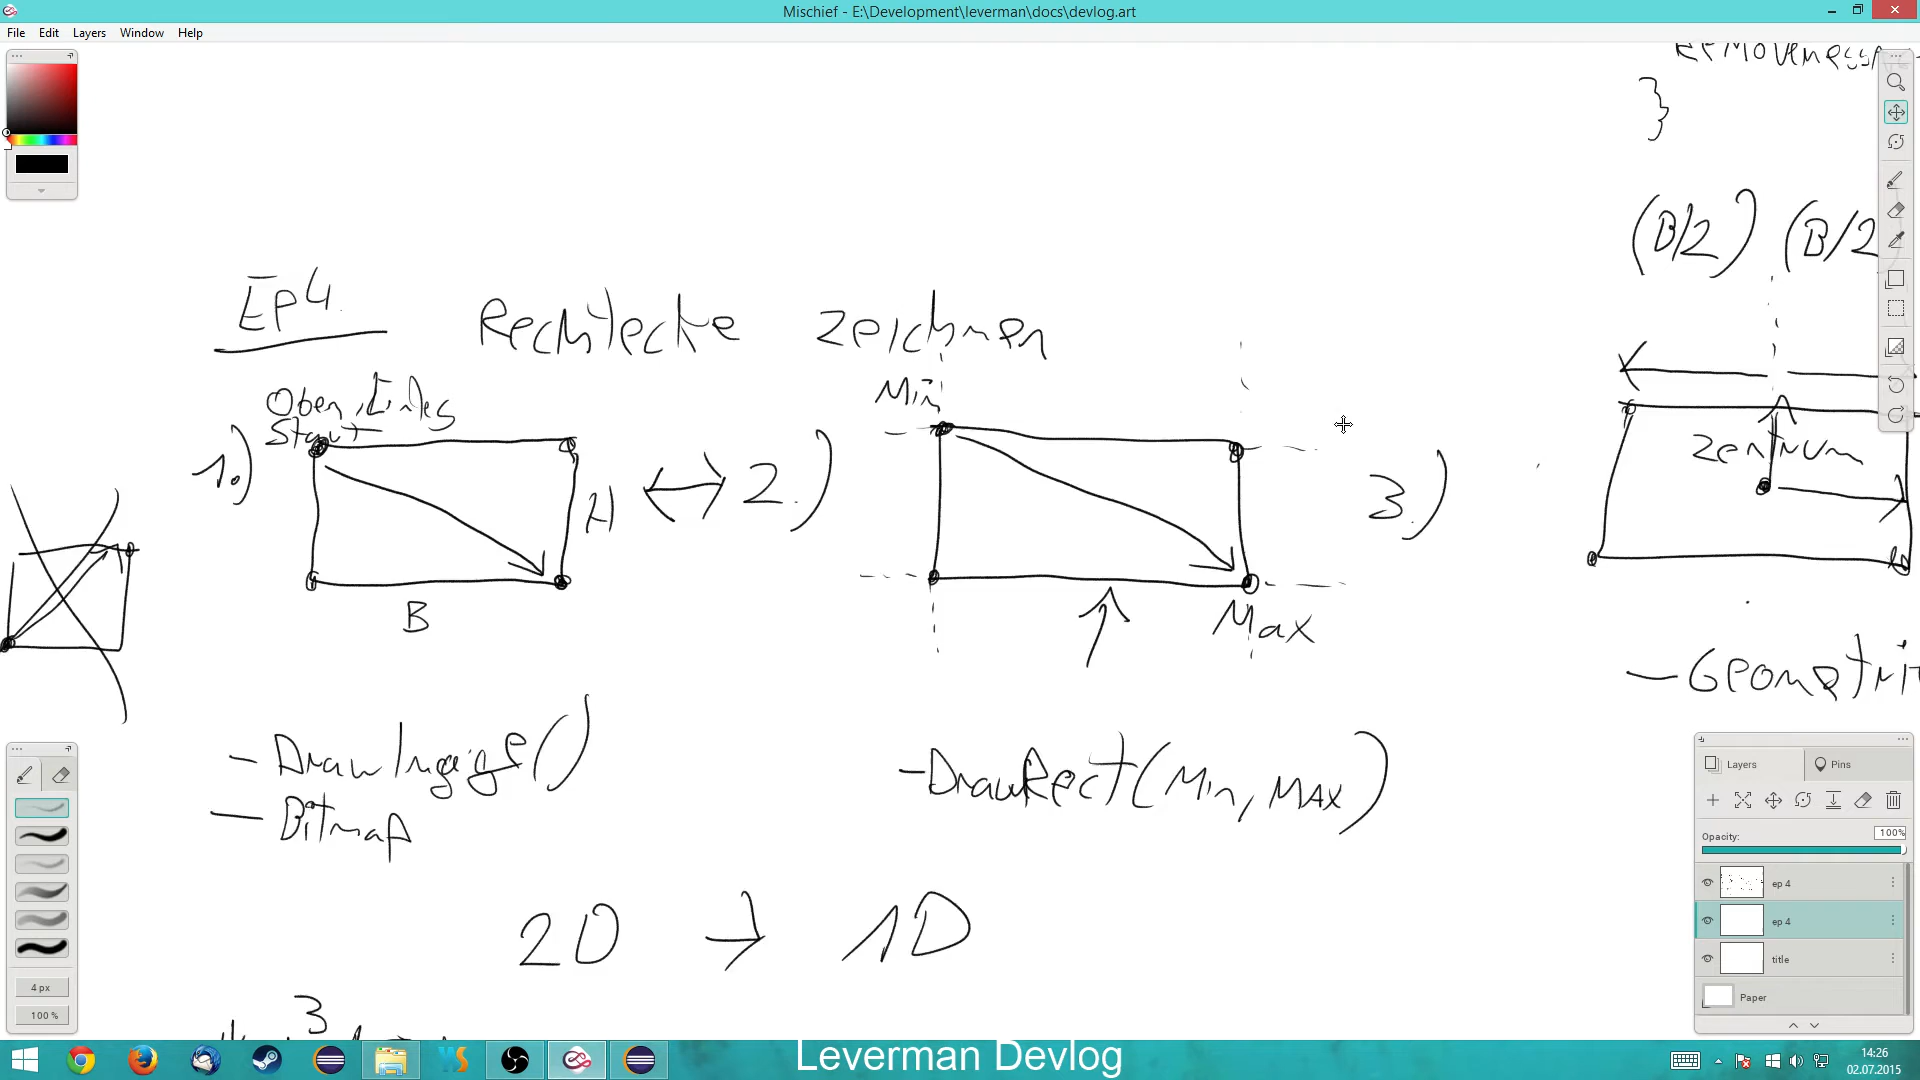 Mischief - E:\Development\leverman\docs\devlog.art
File Edit Layers Window Help
}
(B/2) (B/2
Ep4. Rechtecke zeichnen
Oben, Links
Start
Min
1.) H 2.) 3.)
Zentrum
B
Max
- DrawImage()
- Bitmap
- DrawRect(Min, MAX)
2D → 1D
3
Layers Pins
Opacity: 100%
ep 4
ep 4
title
Paper
4 px
100 %
Leverman Devlog
14:26
02.07.2015